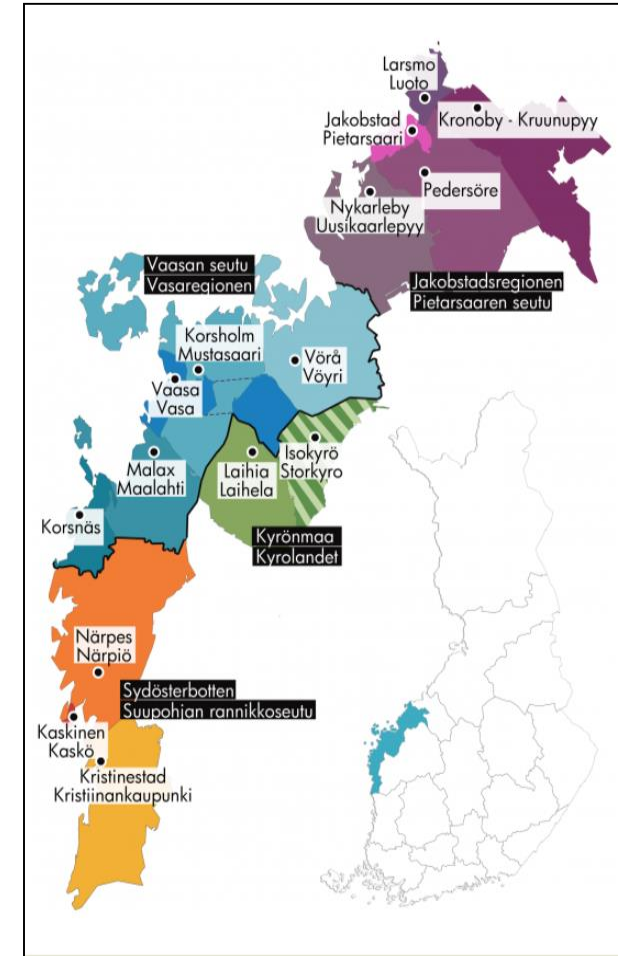 Larsmo
Luoto
Jakobstad
Pietarsaari
Kronoby - Kruunupyy
Pedersöre
Nykarleby
Uusikaarlepyy
Jakobstadsregionen
Pietarsaaren seutu
Vaasan seutu
Vasaregionen
Korsholm
Mustasaari
Vörå
Vöyri
Vaasa
Vasa
Malax
Maalahti
Laihia
Laihela
Isokyrö
Storkyro
Korsnäs
Kyrönmaa
Kyrolandet
Närpes
Närpiö
Sydösterbotten
Suupohjan rannikkoseutu
Kaskinen
Kaskö
Kristinestad
Kristiinankaupunki